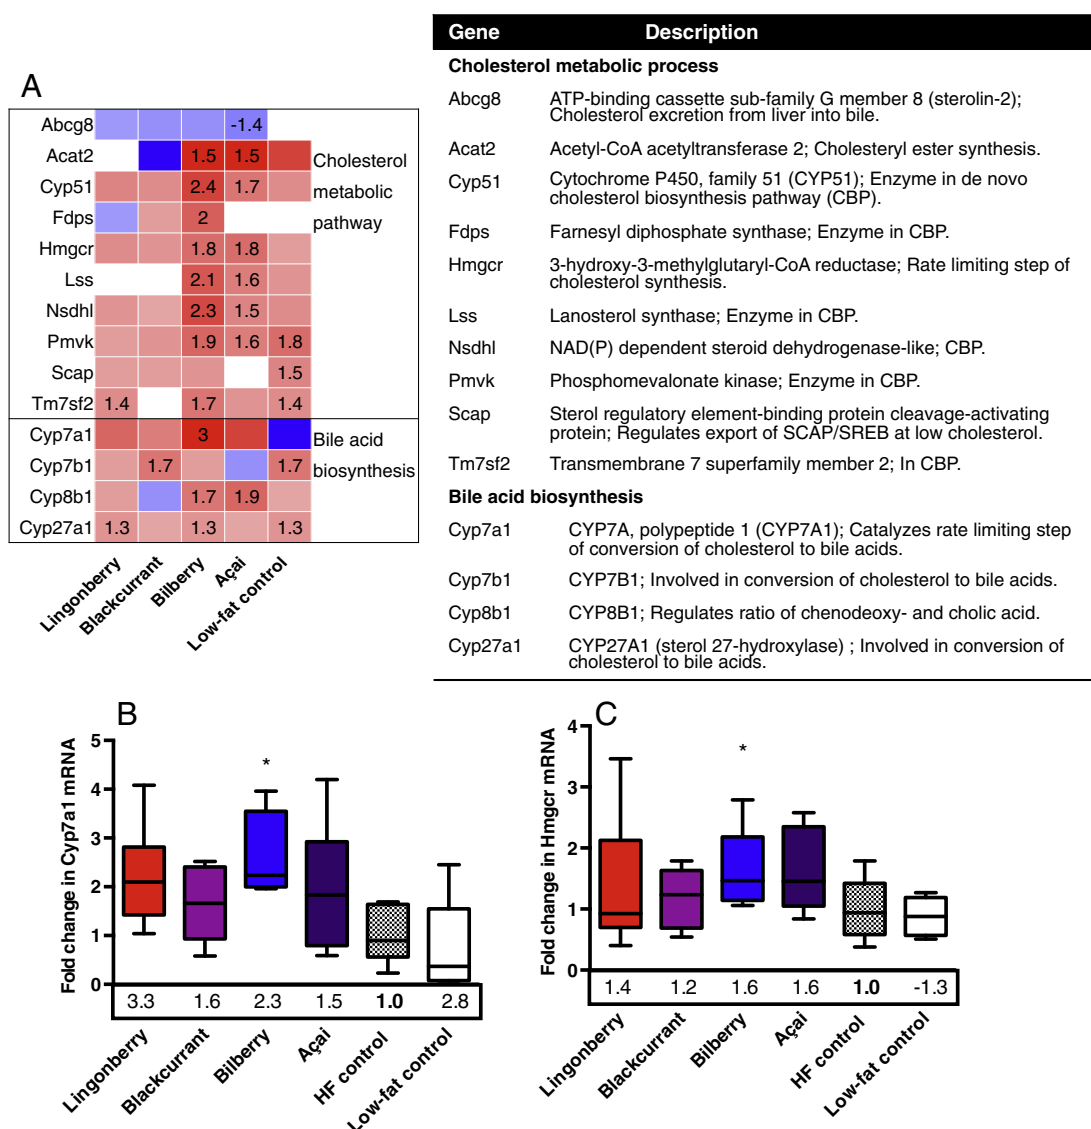 A
Abcg8 -1.4
Acat2 1.5 1.5 Cholesterol
Cyp51 2.4 1.7 metabolic
Fdps 2 pathway
Hmgcr 1.8 1.8
Lss 2.1 1.6
Nsdhl 2.3 1.5
Pmvk 1.9 1.6 1.8
Scap 1.5
Tm7sf2 1.4 1.7 1.4
Cyp7a1 3 Bile acid
Cyp7b1 1.7 1.7 biosynthesis
Cyp8b1 1.7 1.9
Cyp27a1 1.3 1.3 1.3
Lingonberry
Blackcurrant
Bilberry
Açai
Low-fat control
Gene Description
Cholesterol metabolic process
Abcg8 ATP-binding cassette sub-family G member 8 (sterolin-2);
Cholesterol excretion from liver into bile.
Acat2 Acetyl-CoA acetyltransferase 2; Cholesteryl ester synthesis.
Cyp51 Cytochrome P450, family 51 (CYP51); Enzyme in de novo
cholesterol biosynthesis pathway (CBP).
Fdps Farnesyl diphosphate synthase; Enzyme in CBP.
Hmgcr 3-hydroxy-3-methylglutaryl-CoA reductase; Rate limiting step of
cholesterol synthesis.
Lss Lanosterol synthase; Enzyme in CBP.
Nsdhl NAD(P) dependent steroid dehydrogenase-like; CBP.
Pmvk Phosphomevalonate kinase; Enzyme in CBP.
Scap Sterol regulatory element-binding protein cleavage-activating
protein; Regulates export of SCAP/SREB at low cholesterol.
Tm7sf2 Transmembrane 7 superfamily member 2; In CBP.
Bile acid biosynthesis
Cyp7a1 CYP7A, polypeptide 1 (CYP7A1); Catalyzes rate limiting step
of conversion of cholesterol to bile acids.
Cyp7b1 CYP7B1; Involved in conversion of cholesterol to bile acids.
Cyp8b1 CYP8B1; Regulates ratio of chenodeoxy- and cholic acid.
Cyp27a1 CYP27A1 (sterol 27-hydroxylase) ; Involved in conversion of
cholesterol to bile acids.
B
Fold change in Cyp7a1 mRNA
5
4
3
2
1
0
*
3.3 1.6 2.3 1.5 1.0 2.8
Lingonberry
Blackcurrant
Bilberry
Açai
HF control
Low-fat control
C
Fold change in Hmgcr mRNA
4
3
2
1
0
*
1.4 1.2 1.6 1.6 1.0 -1.3
Lingonberry
Blackcurrant
Bilberry
Açai
HF control
Low-fat control